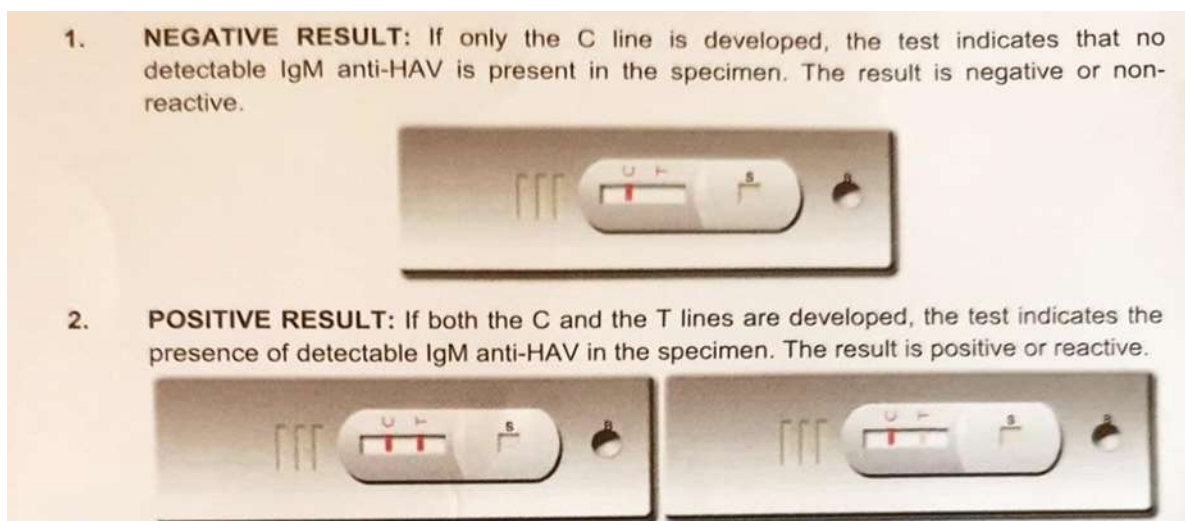 1. NEGATIVE RESULT: If only the C line is developed, the test indicates that no
detectable IgM anti-HAV is present in the specimen. The result is negative or non-
reactive.
C T
S
B
2. POSITIVE RESULT: If both the C and the T lines are developed, the test indicates the
presence of detectable IgM anti-HAV in the specimen. The result is positive or reactive.
C T
S
B
C T
S
B